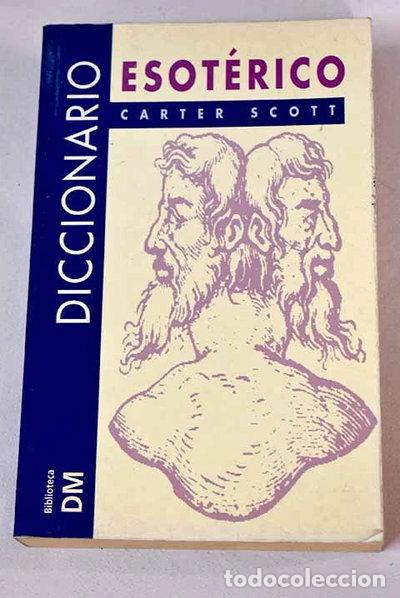 DICCIONARIO
ESOTÉRICO
CARTER SCOTT
Biblioteca
DM
todocoleccion